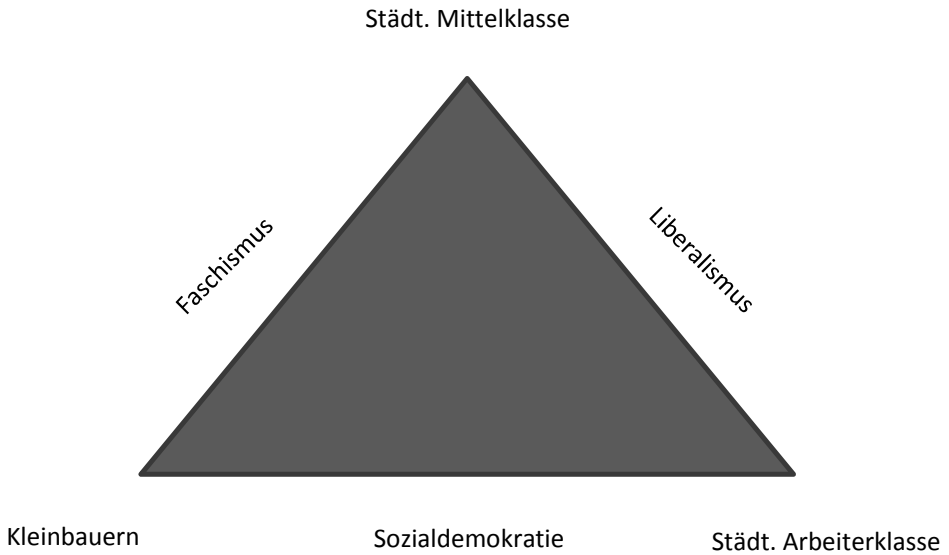 Städt. Mittelklasse
Faschismus
Liberalismus
Kleinbauern
Sozialdemokratie
Städt. Arbeiterklasse